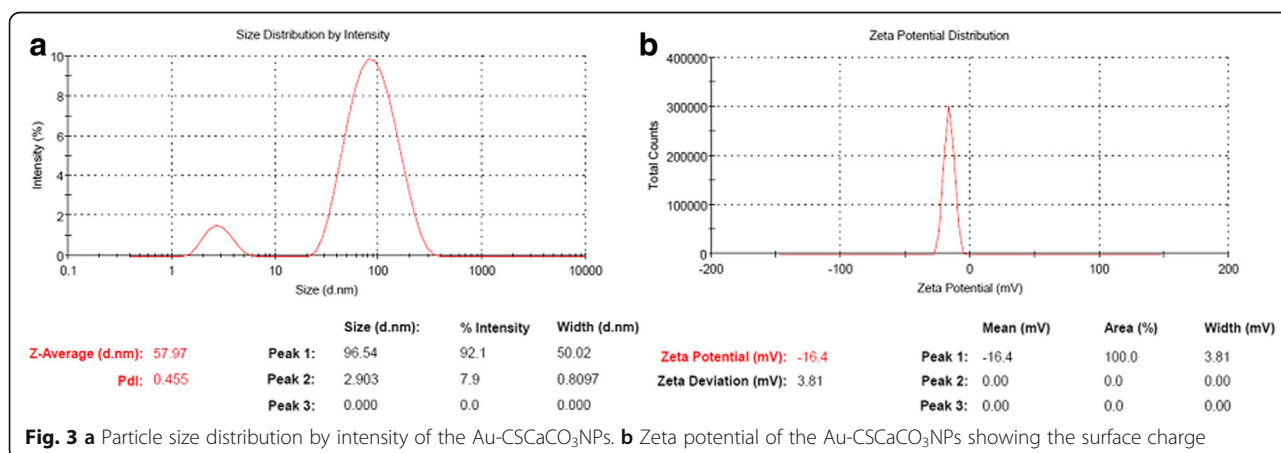 a
Size Distribution by Intensity
Intensity (%)
10
8
6
4
2
0
0.1 1 10 100 1000 10000
Size (d.nm)
Size (d.nm): % Intensity Width (d.nm)
Z-Average (d.nm): 57.97 Peak 1: 96.54 92.1 50.02
PdI: 0.455 Peak 2: 2.903 7.9 0.8097
Peak 3: 0.000 0.0 0.000
b
Zeta Potential Distribution
Total Counts
400000
300000
200000
100000
0
-200 -100 0 100 200
Zeta Potential (mV)
Mean (mV) Area (%) Width (mV)
Zeta Potential (mV): -16.4 Peak 1: -16.4 100.0 3.81
Zeta Deviation (mV): 3.81 Peak 2: 0.00 0.0 0.00
Peak 3: 0.00 0.0 0.00
Fig. 3 a Particle size distribution by intensity of the Au-CSCaCO₃NPs. b Zeta potential of the Au-CSCaCO₃NPs showing the surface charge